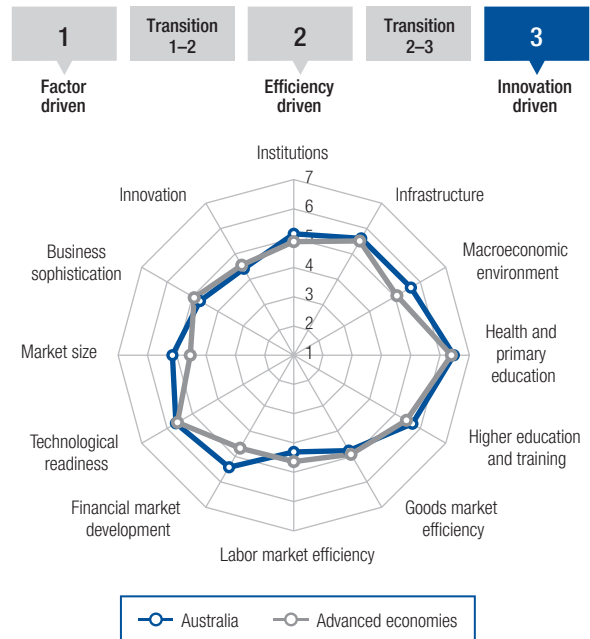 1
Transition
1–2
2
Transition
2–3
3
Factor
driven
Efficiency
driven
Innovation
driven
Institutions
7
Innovation
Infrastructure
6
5
Business
sophistication
Macroeconomic
environment
4
3
Market size
2
1
Health and
primary
education
Technological
readiness
Higher education
and training
Financial market
development
Goods market
efficiency
Labor market efficiency
Australia
Advanced economies